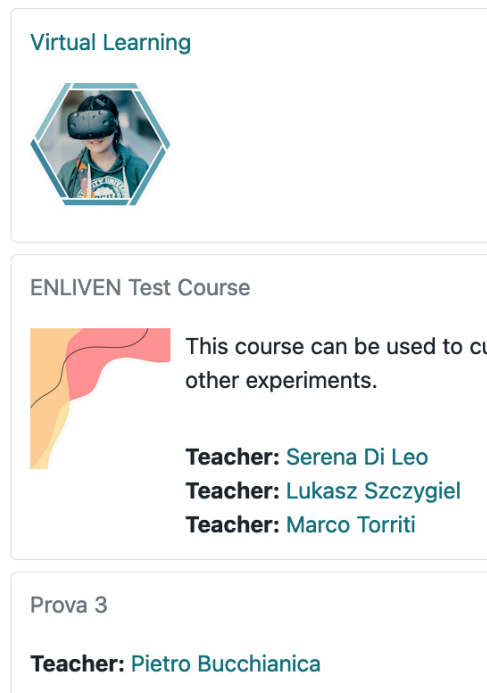 Virtual Learning
ENLIVEN Test Course
This course can be used to
other experiments.
Teacher: Serena Di Leo
Teacher: Lukasz Szczygiel
Teacher: Marco Torriti
Prova 3
Teacher: Pietro Bucchianica